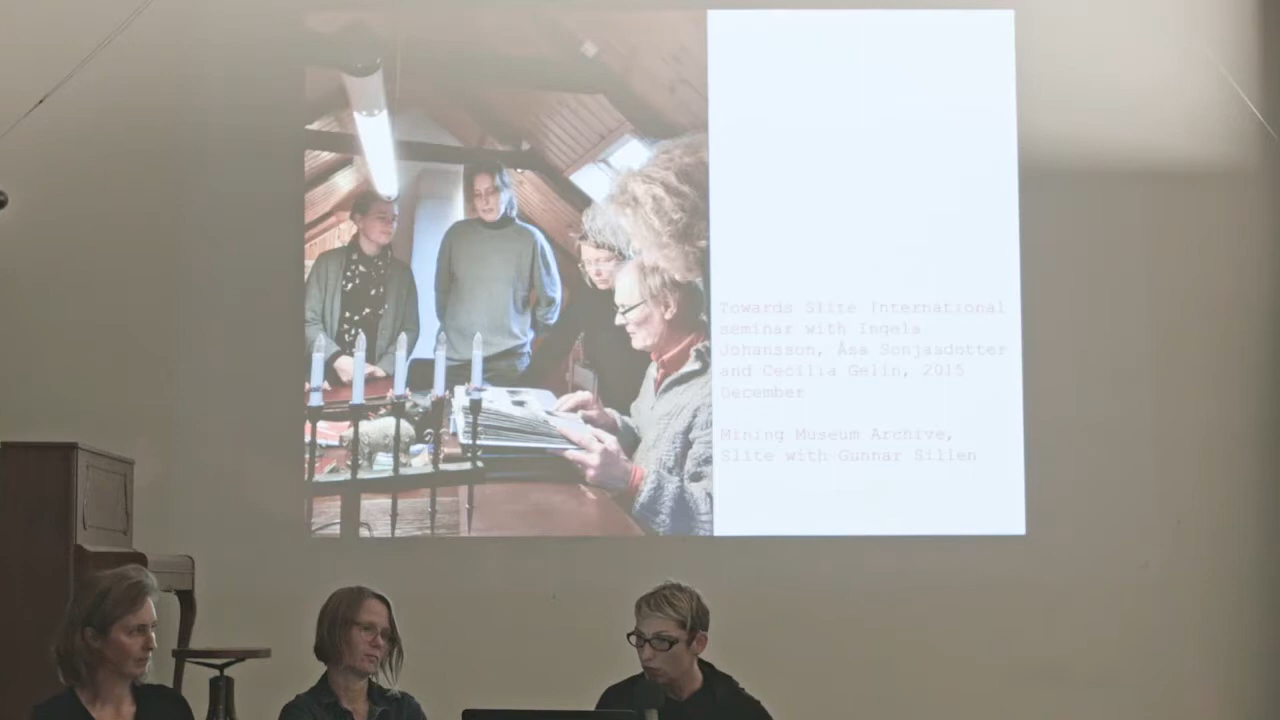 Towards Slite International
seminar with Ingela
Johansson, Åsa Sonjasdotter
and Cecilia Gelin, 2015
December
Mining Museum Archive,
Slite with Gunnar Sillén